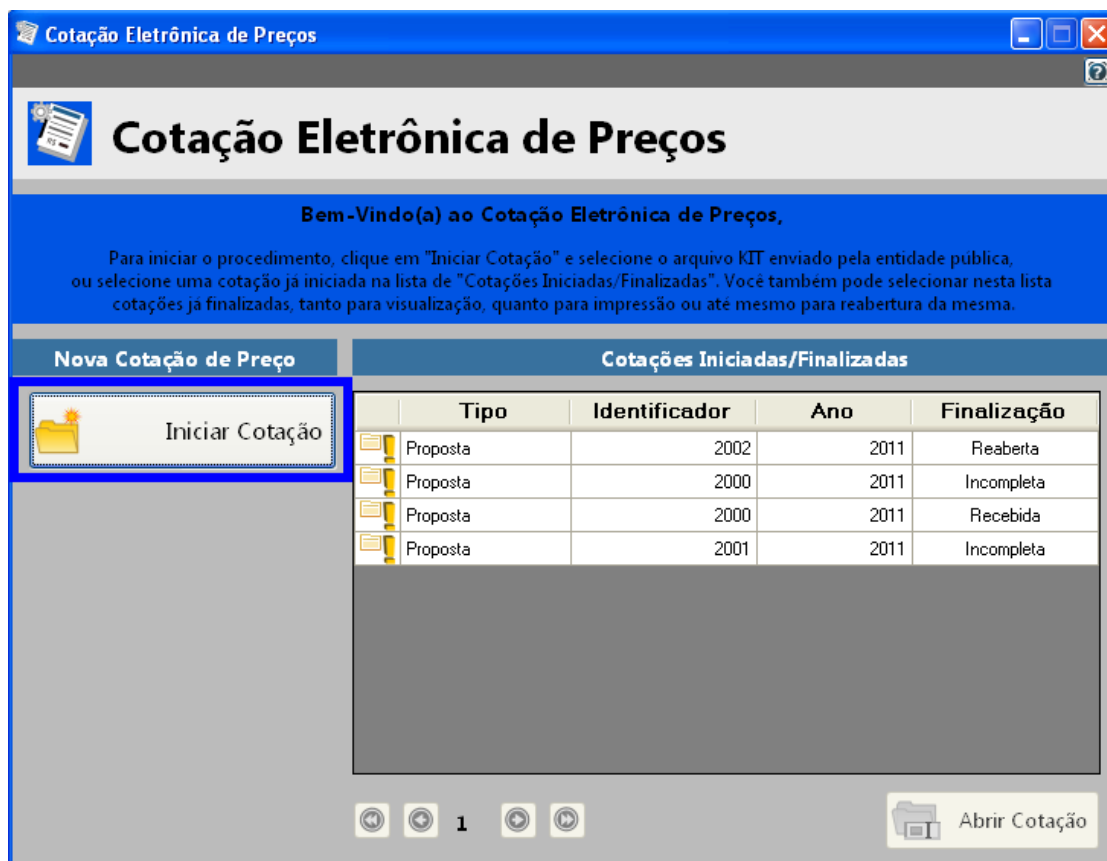 Cotação Eletrônica de Preços
Cotação Eletrônica de Preços
Bem-Vindo(a) ao Cotação Eletrônica de Preços,
Para iniciar o procedimento, clique em "Iniciar Cotação" e selecione o arquivo KIT enviado pela entidade pública,
ou selecione uma cotação já iniciada na lista de "Cotações Iniciadas/Finalizadas". Você também pode selecionar nesta lista
cotações já finalizadas, tanto para visualização, quanto para impressão ou até mesmo para reabertura da mesma.
Nova Cotação de Preço
Cotações Iniciadas/Finalizadas
Iniciar Cotação
Tipo Identificador Ano Finalização
Proposta 2002 2011 Reaberta
Proposta 2000 2011 Incompleta
Proposta 2000 2011 Recebida
Proposta 2001 2011 Incompleta
1
Abrir Cotação